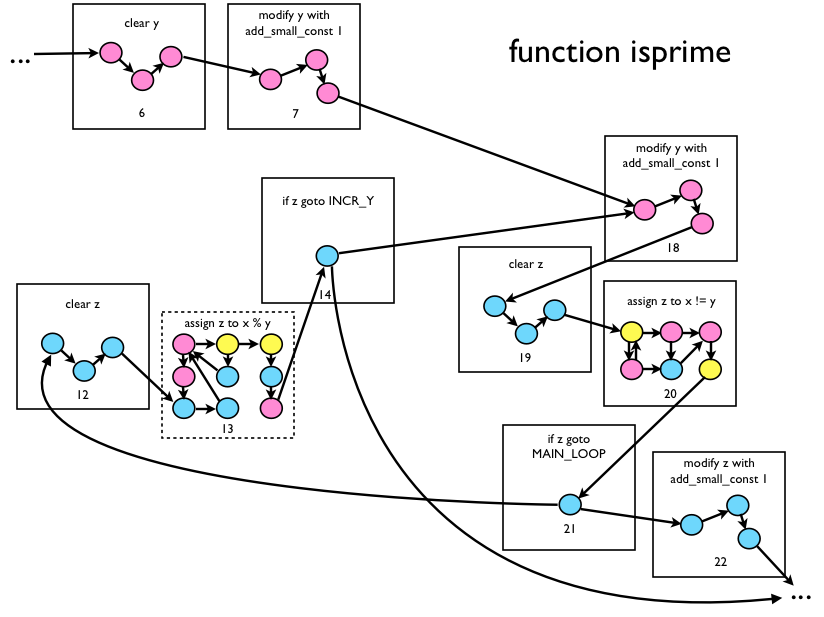 function isprime
...
clear y
6
modify y with
add_small_const 1
7
modify y with
add_small_const 1
18
if z goto INCR_Y
14
clear z
19
assign z to x != y
20
clear z
12
assign z to x % y
13
if z goto
MAIN_LOOP
21
modify z with
add_small_const 1
22
...